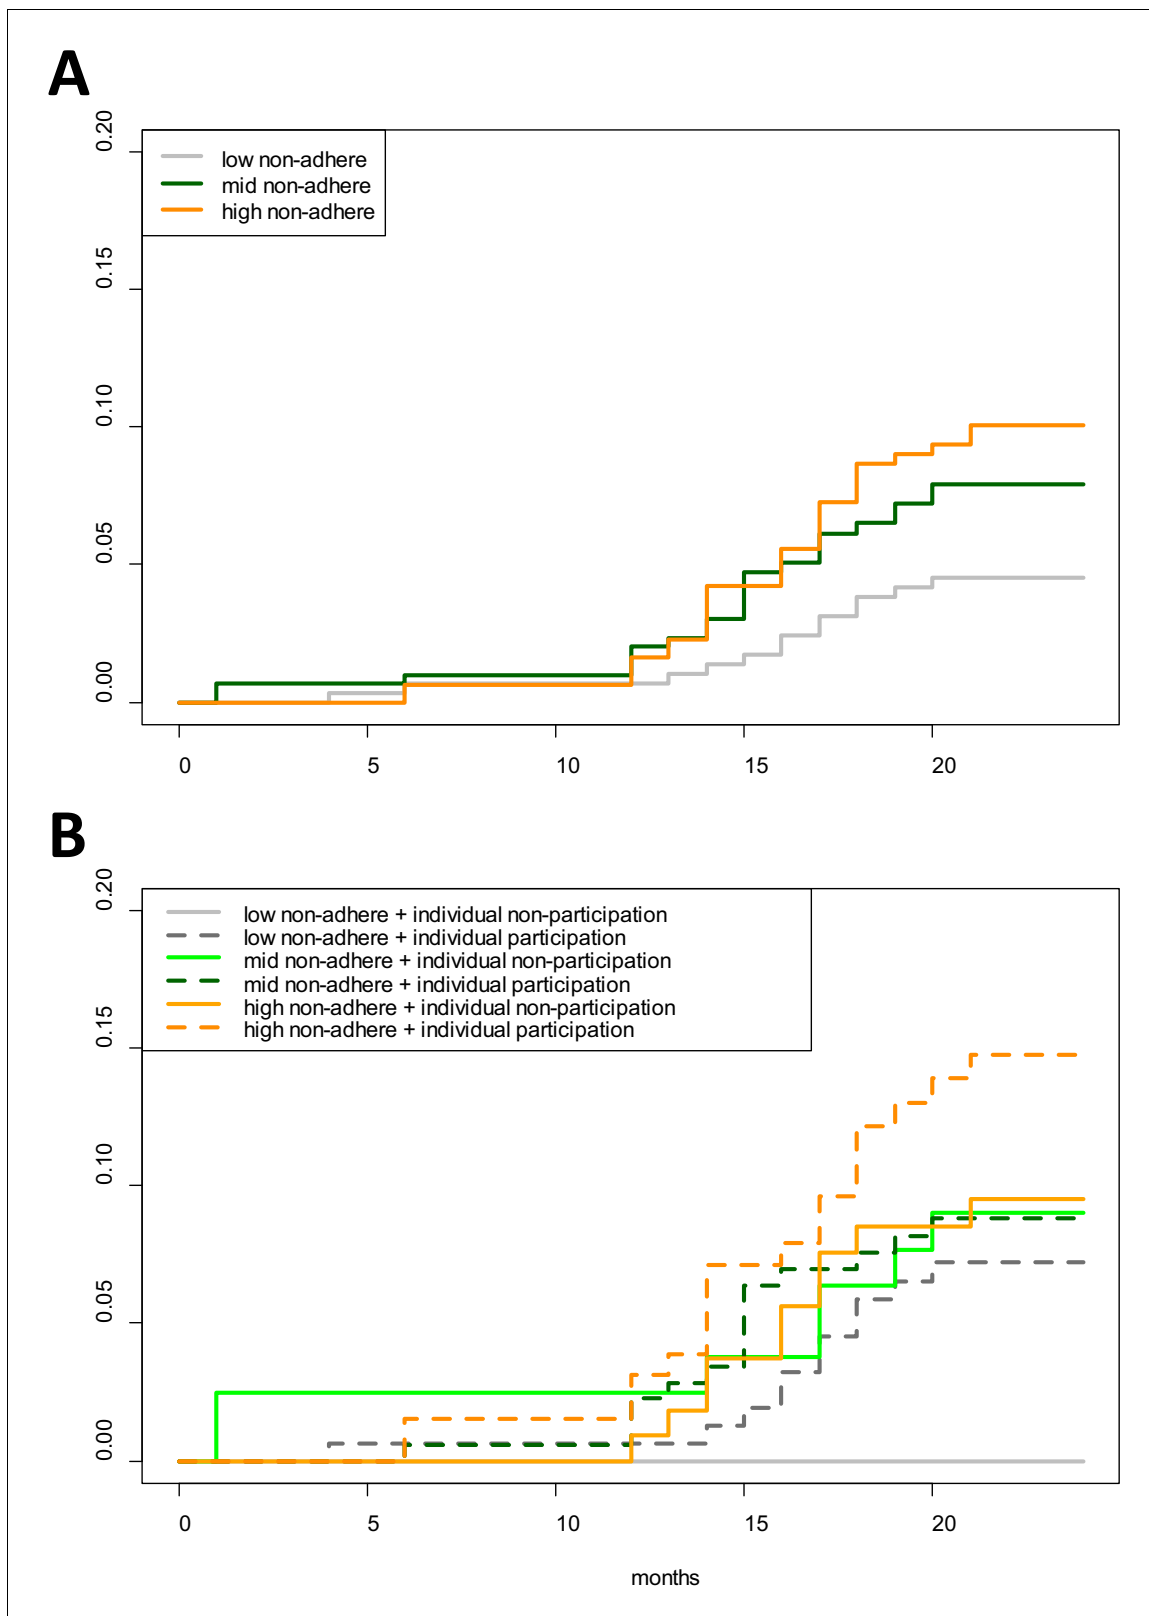 A
0.20
0.15
0.10
0.05
0.00
low non-adhere
mid non-adhere
high non-adhere
0 5 10 15 20
B
0.20
0.15
0.10
0.05
0.00
low non-adhere + individual non-participation
low non-adhere + individual participation
mid non-adhere + individual non-participation
mid non-adhere + individual participation
high non-adhere + individual non-participation
high non-adhere + individual participation
0 5 10 15 20
months